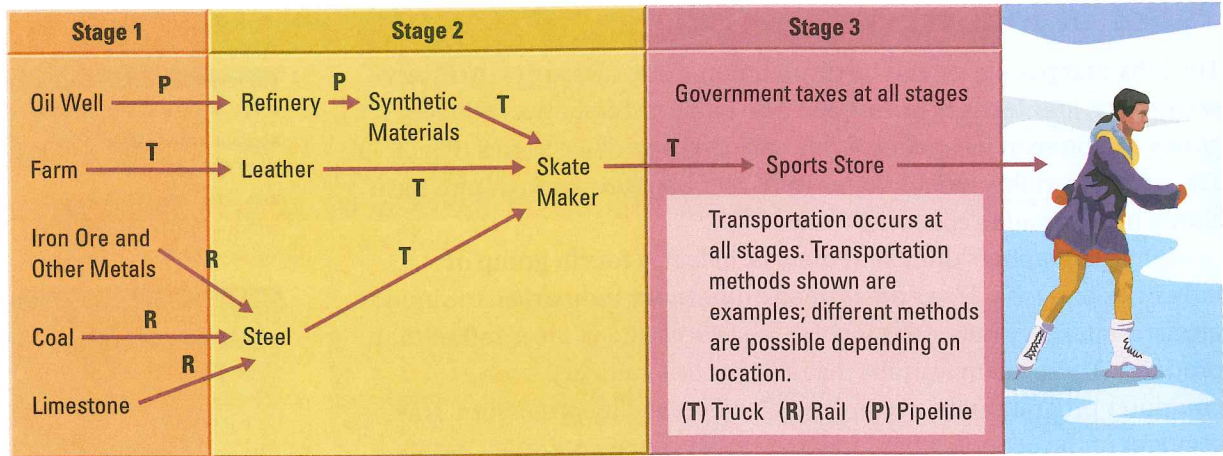 Stage 1
Stage 2
Stage 3
Oil Well
P
Refinery
P
Synthetic
Materials
T
Government taxes at all stages
Farm
T
Leather
T
Skate
Maker
T
Sports Store
Iron Ore and
Other Metals
R
T
Coal
R
Steel
R
Limestone
Transportation occurs at
all stages. Transportation
methods shown are
examples; different methods
are possible depending on
location.
(T) Truck (R) Rail (P) Pipeline